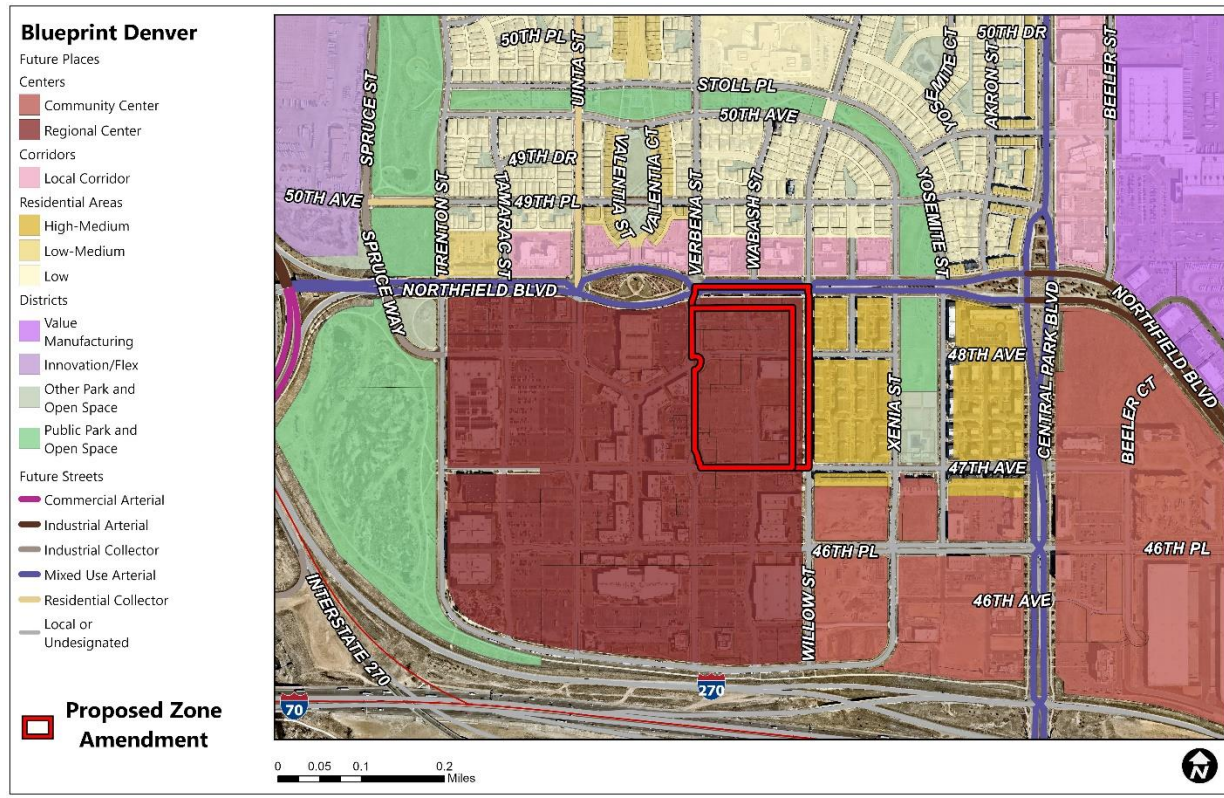 Blueprint Denver
Future Places
Centers
Community Center
Regional Center
Corridors
Local Corridor
Residential Areas
High-Medium
Low-Medium
Low
Districts
Value
Manufacturing
Innovation/Flex
Other Park and
Open Space
Public Park and
Open Space
Future Streets
Commercial Arterial
Industrial Arterial
Industrial Collector
Mixed Use Arterial
Residential Collector
Local or
Undesignated
Proposed Zone
Amendment
50TH PL
UINTA ST
SPRUCE ST
STOLL PL
YOSEMITE CT
AKRON ST
50TH DR
BEELER ST
50TH AVE
49TH DR
VALENTIA ST
VALENTIA CT
50TH AVE
TRENTON ST
TAMARAC ST
49TH PL
VERBENA ST
WABASH ST
YOSEMITE ST
SPRUCE WAY
NORTHFIELD BLVD
NORTHFIELD BLVD
CENTRAL PARK BLVD
48TH AVE
XENIA ST
BEELER CT
47TH AVE
46TH PL
46TH PL
46TH AVE
WILLOW ST
INTERSTATE 270
70
270
0 0.05 0.1 0.2
Miles
N